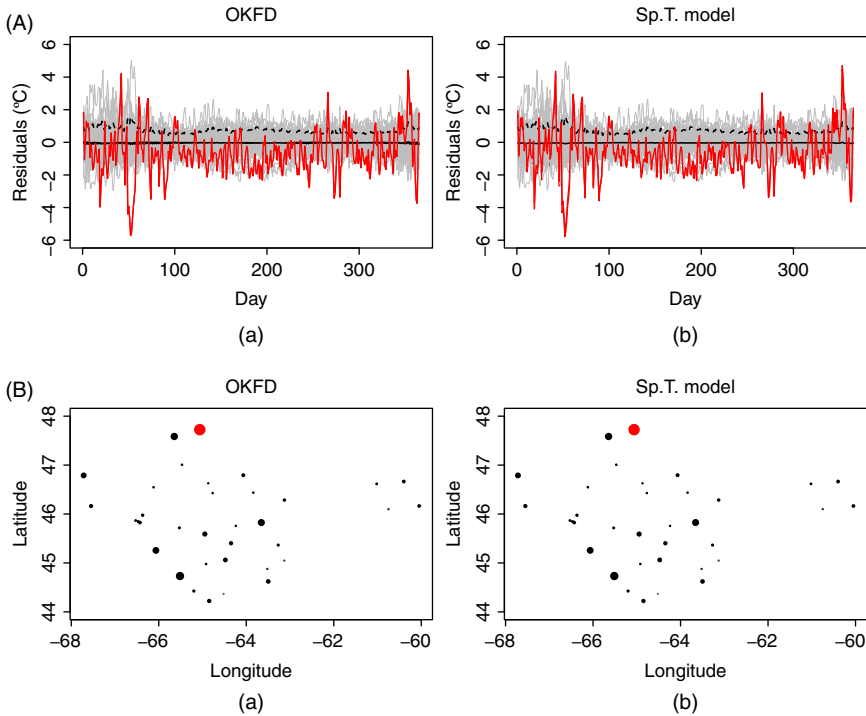 (A)
OKFD
Sp.T. model
Residuals (°C)
6
4
2
0
−2
−4
−6
0
100
200
300
Day
(a)
Residuals (°C)
6
4
2
0
−2
−4
−6
0
100
200
300
Day
(b)
(B)
OKFD
Sp.T. model
Latitude
48
47
46
45
44
−68
−66
−64
−62
−60
Longitude
(a)
Latitude
48
47
46
45
44
−68
−66
−64
−62
−60
Longitude
(b)